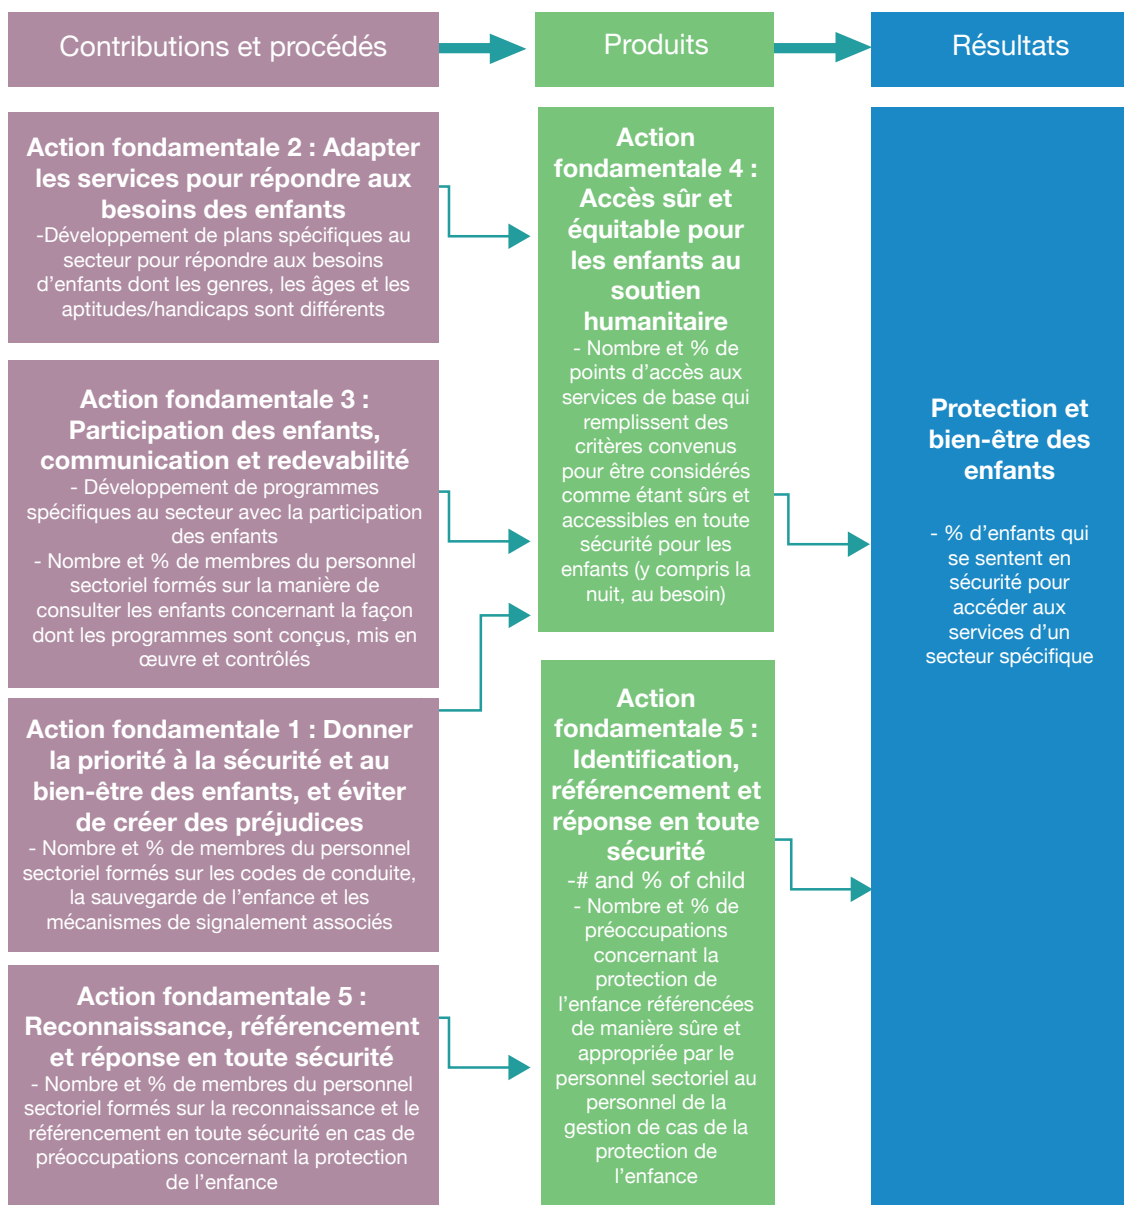 Contributions et procédés
Produits
Résultats
Action fondamentale 2 : Adapter
les services pour répondre aux
besoins des enfants
-Développement de plans spécifiques au
secteur pour répondre aux besoins
d'enfants dont les genres, les âges et les
aptitudes/handicaps sont différents
Action fondamentale 3 :
Participation des enfants,
communication et redevabilité
- Développement de programmes
spécifiques au secteur avec la participation
des enfants
- Nombre et % de membres du personnel
sectoriel formés sur la manière de
consulter les enfants concernant la façon
dont les programmes sont conçus, mis en
œuvre et contrôlés
Action fondamentale 1 : Donner
la priorité à la sécurité et au
bien-être des enfants, et éviter
de créer des préjudices
- Nombre et % de membres du personnel
sectoriel formés sur les codes de conduite,
la sauvegarde de l'enfance et les
mécanismes de signalement associés
Action fondamentale 5 :
Reconnaissance, référencement
et réponse en toute sécurité
- Nombre et % de membres du personnel
sectoriel formés sur la reconnaissance et le
référencement en toute sécurité en cas de
préoccupations concernant la protection
de l'enfance
Action
fondamentale 4 :
Accès sûr et
équitable pour
les enfants au
soutien
humanitaire
- Nombre et % de
points d'accès aux
services de base qui
remplissent des
critères convenus
pour être considérés
comme étant sûrs et
accessibles en toute
sécurité pour les
enfants (y compris la
nuit, au besoin)
Action
fondamentale 5 :
Identification,
référencement et
réponse en toute
sécurité
-# and % of child
- Nombre et % de
préoccupations
concernant la
protection de
l'enfance référencées
de manière sûre et
appropriée par le
personnel sectoriel au
personnel de la
gestion de cas de la
protection de
l'enfance
Protection et
bien-être des
enfants
- % d'enfants qui
se sentent en
sécurité pour
accéder aux
services d'un
secteur spécifique